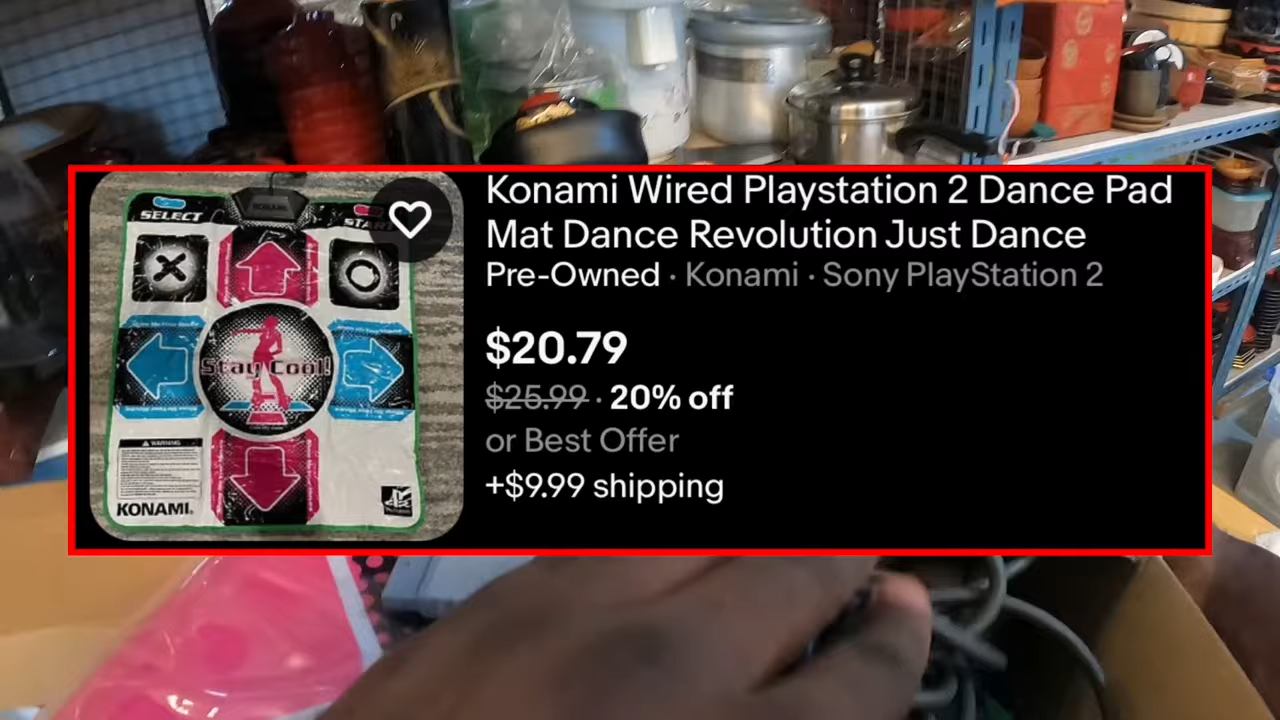 SELECT
START
Stay Cool!
WARNING
KONAMI
Konami Wired Playstation 2 Dance Pad
Mat Dance Revolution Just Dance
Pre-Owned · Konami · Sony PlayStation 2
$20.79
$25.99 · 20% off
or Best Offer
+$9.99 shipping